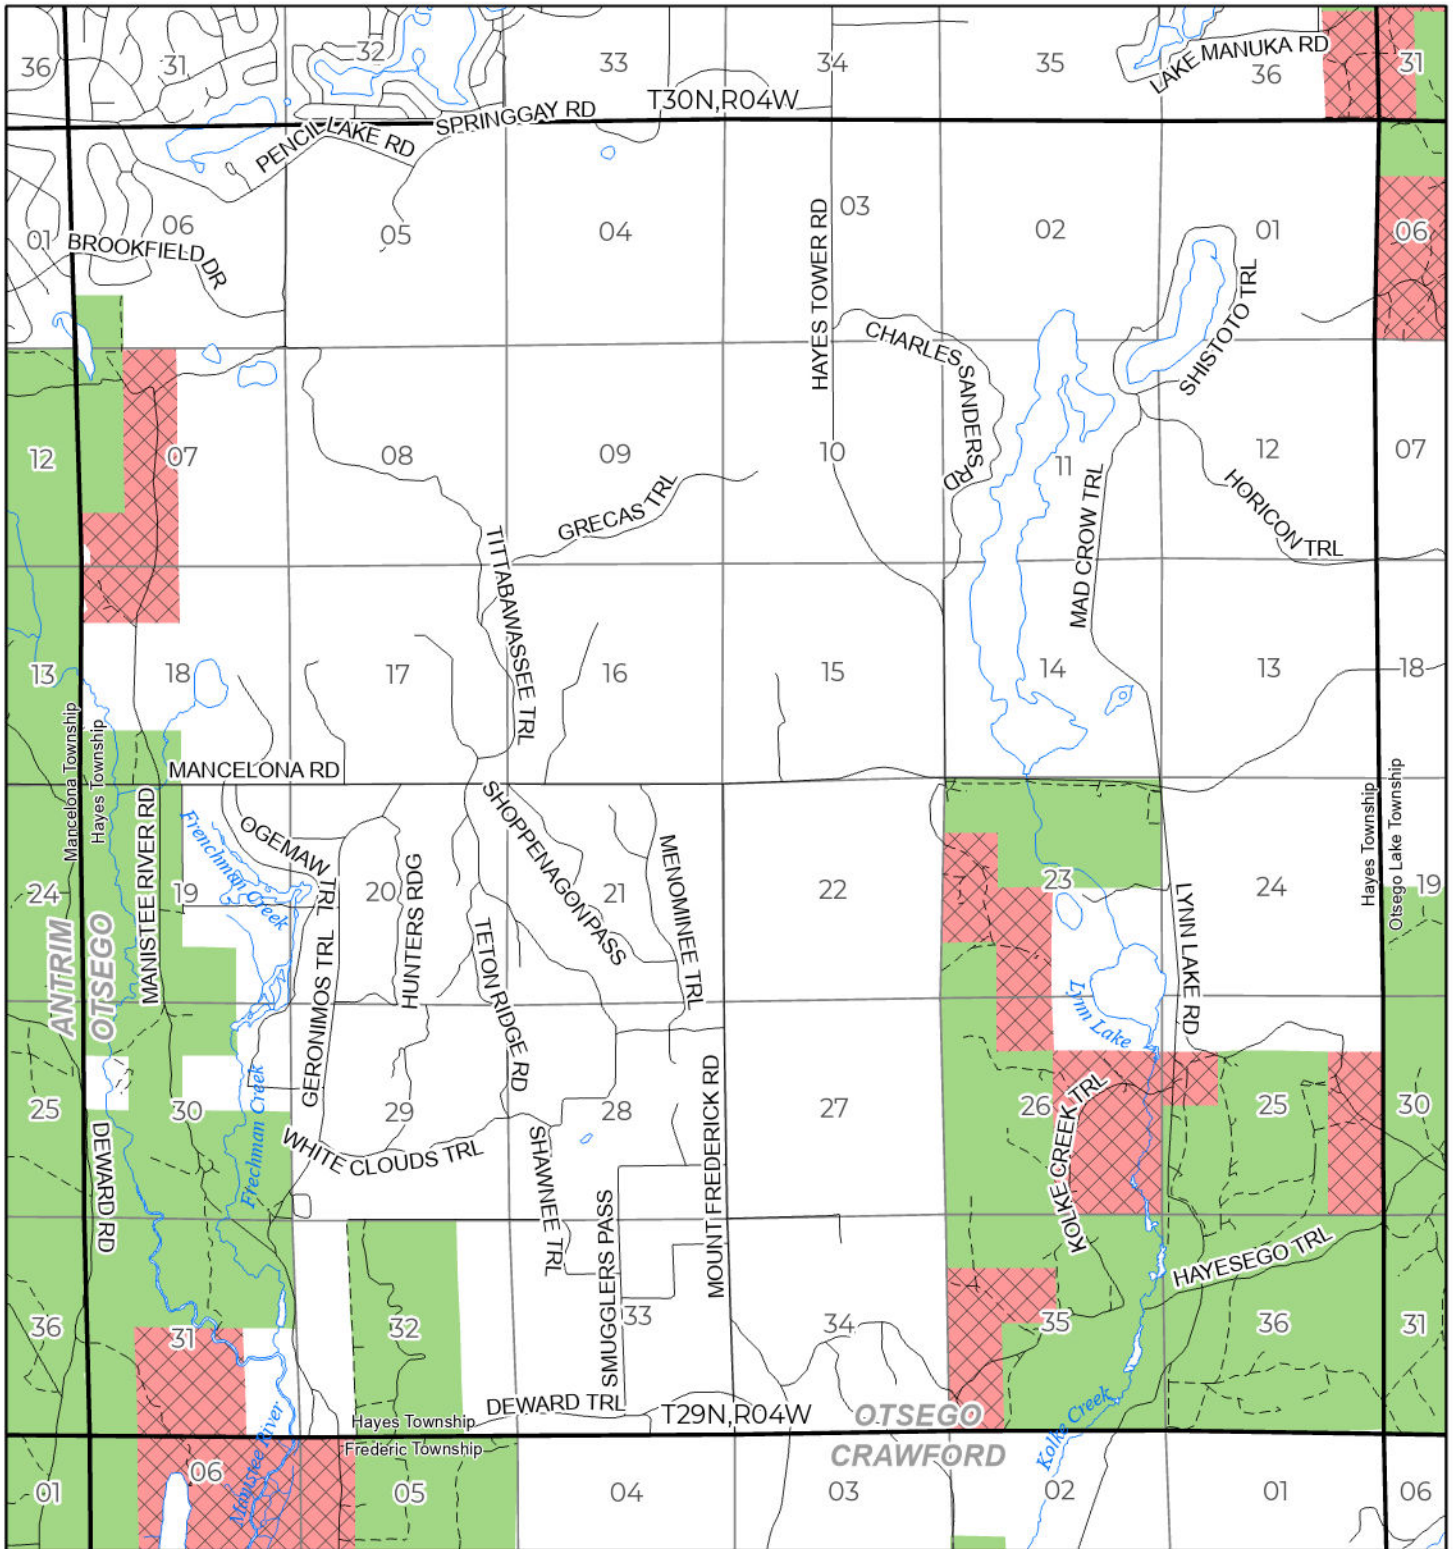 36
31
32
33
34
35
LAKE MANUKA RD
36
31
T30N,R04W
SPRINGGAY RD
PENCIL LAKE RD
01
06
BROOKFIELD DR
05
04
HAYES TOWER RD
03
02
01
06
SHISTOTO TRL
CHARLES SANDERS RD
12
07
08
09
10
11
12
07
GRECAS TRL
MAD CROW TRL
HORICON TRL
TITTABAWASSEE TRL
13
18
17
16
15
14
13
18
Mancelona Township
Hayes Township
MANCELONA RD
Hayes Township
Otsego Lake Township
MANISTEE RIVER RD
Frenchman Creek
OGEMAW TRL
SHOPPENAGON PASS
MENOMINEE TRL
24
19
20
21
22
23
24
19
HUNTERS RDG
TETON RIDGE RD
LYNN LAKE RD
ANTRIM
OTSEGO
GERONIMOS TRL
Lynn Lake
25
30
29
28
27
26
25
30
DEWARD RD
Frechman Creek
WHITE CLOUDS TRL
SHAWNEE TRL
SMUGGLERS PASS
MOUNT FREDERICK RD
KOLKE CREEK TRL
HAYESEGO TRL
36
31
32
33
34
35
36
31
Manistee River
DEWARD TRL
Hayes Township
Frederic Township
T29N,R04W
OTSEGO
CRAWFORD
Kolke Creek
01
06
05
04
03
02
01
06